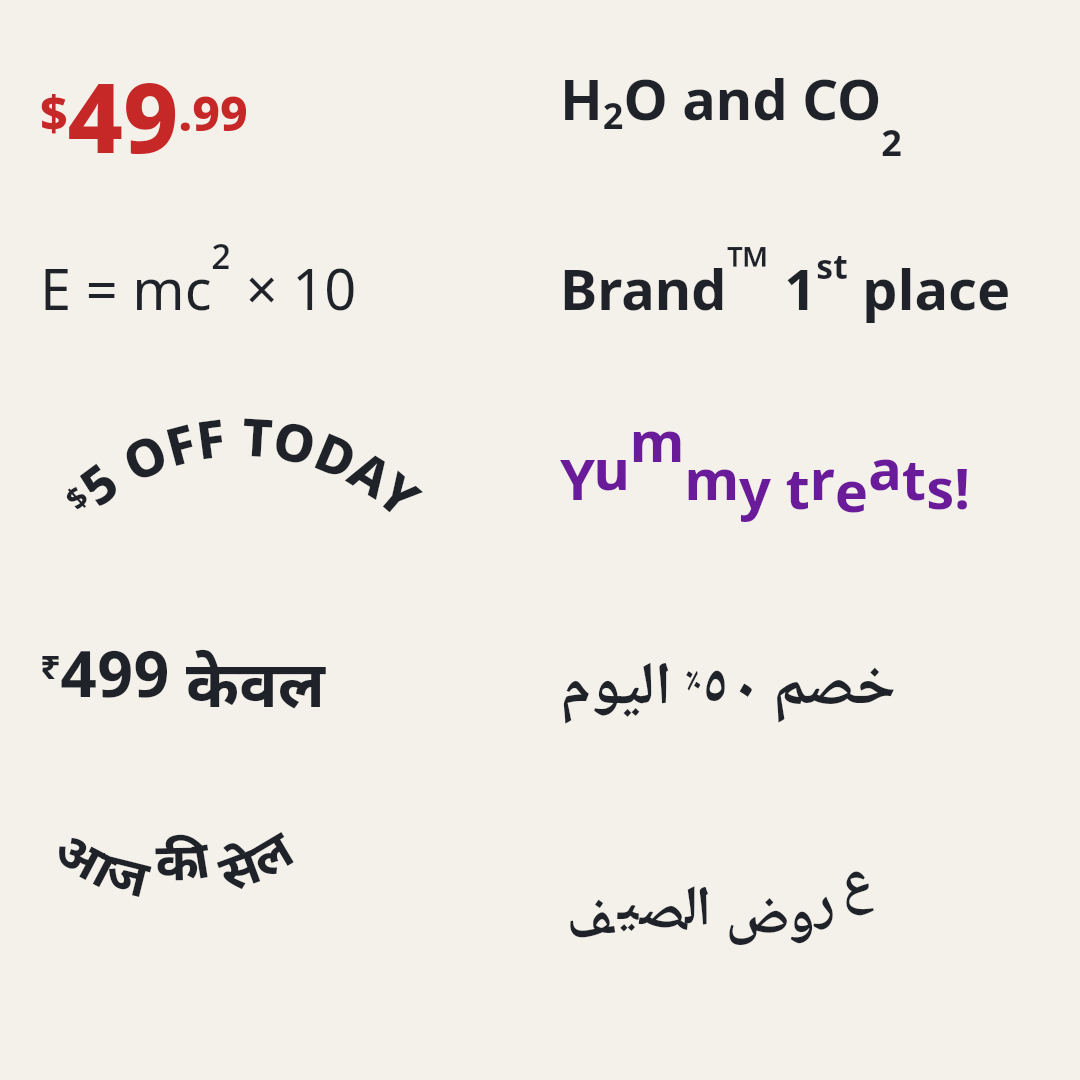 $49.99
H₂O and CO₂
E = mc² × 10
Brand™ 1st place
$5 OFF TODAY
Yummy treats!
₹499 केवल
خصم ٥٠٪ اليوم
आज की सेल
عروض الصيف